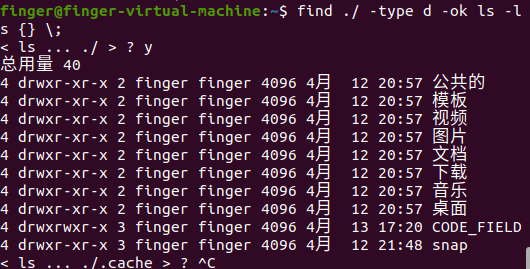 finger@finger-virtual-machine:~$ find ./ -type d -ok ls -l
s {} \;
< ls ... ./ > ? y
总用量 40
4 drwxr-xr-x 2 finger finger 4096 4月  12 20:57 公共的
4 drwxr-xr-x 2 finger finger 4096 4月  12 20:57 模板
4 drwxr-xr-x 2 finger finger 4096 4月  12 20:57 视频
4 drwxr-xr-x 2 finger finger 4096 4月  12 20:57 图片
4 drwxr-xr-x 2 finger finger 4096 4月  12 20:57 文档
4 drwxr-xr-x 2 finger finger 4096 4月  12 20:57 下载
4 drwxr-xr-x 2 finger finger 4096 4月  12 20:57 音乐
4 drwxr-xr-x 2 finger finger 4096 4月  12 20:57 桌面
4 drwxrwxr-x 3 finger finger 4096 4月  13 17:20 CODE_FIELD
4 drwxr-xr-x 3 finger finger 4096 4月  12 21:48 snap
< ls ... ./.cache > ? ^C